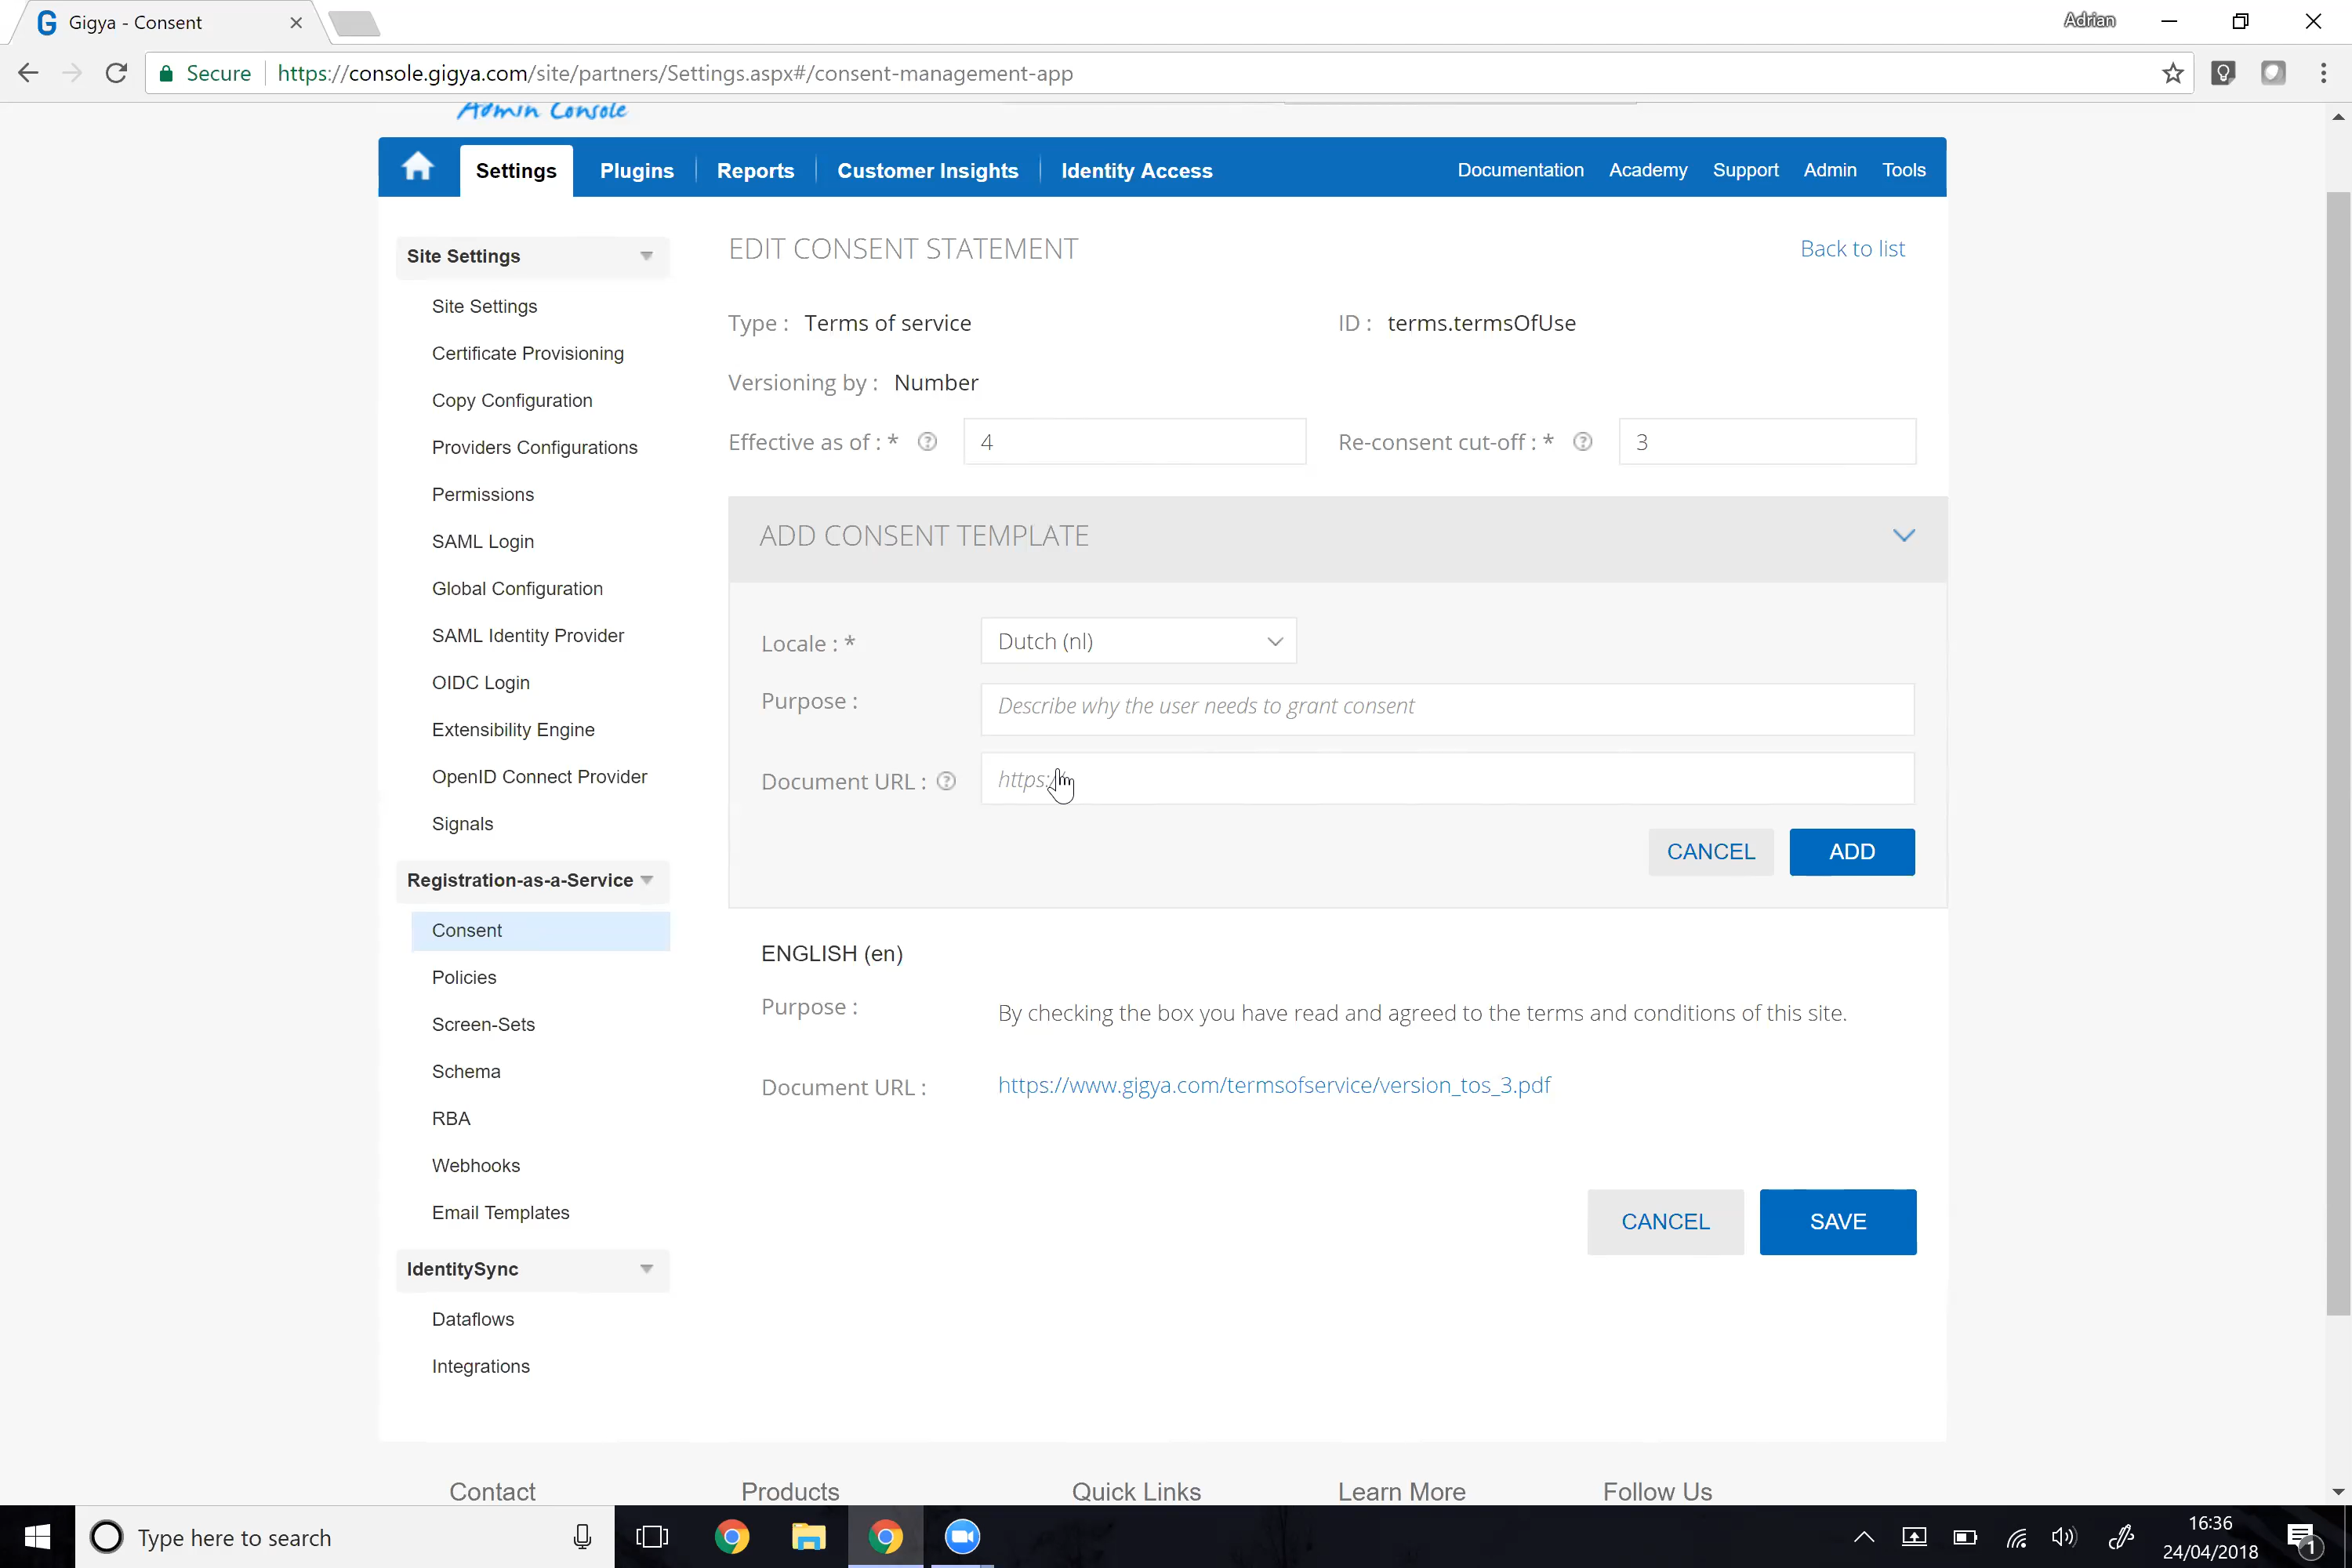 Gigya - Consent
Adrian
Secure https://console.gigya.com/site/partners/Settings.aspx#/consent-management-app
Admin Console
Settings Plugins Reports Customer Insights Identity Access Documentation Academy Support Admin Tools
Site Settings
Site Settings
Certificate Provisioning
Copy Configuration
Providers Configurations
Permissions
SAML Login
Global Configuration
SAML Identity Provider
OIDC Login
Extensibility Engine
OpenID Connect Provider
Signals
Registration-as-a-Service
Consent
Policies
Screen-Sets
Schema
RBA
Webhooks
Email Templates
IdentitySync
Dataflows
Integrations
EDIT CONSENT STATEMENT Back to list
Type : Terms of service ID : terms.termsOfUse
Versioning by : Number
Effective as of : * ? 4 Re-consent cut-off : * ? 3
ADD CONSENT TEMPLATE
Locale : * Dutch (nl)
Purpose : Describe why the user needs to grant consent
Document URL : ? https:/
CANCEL ADD
ENGLISH (en)
Purpose : By checking the box you have read and agreed to the terms and conditions of this site.
Document URL : https://www.gigya.com/termsofservice/version_tos_3.pdf
CANCEL SAVE
Contact Products Quick Links Learn More Follow Us
Type here to search
16:36
24/04/2018
1